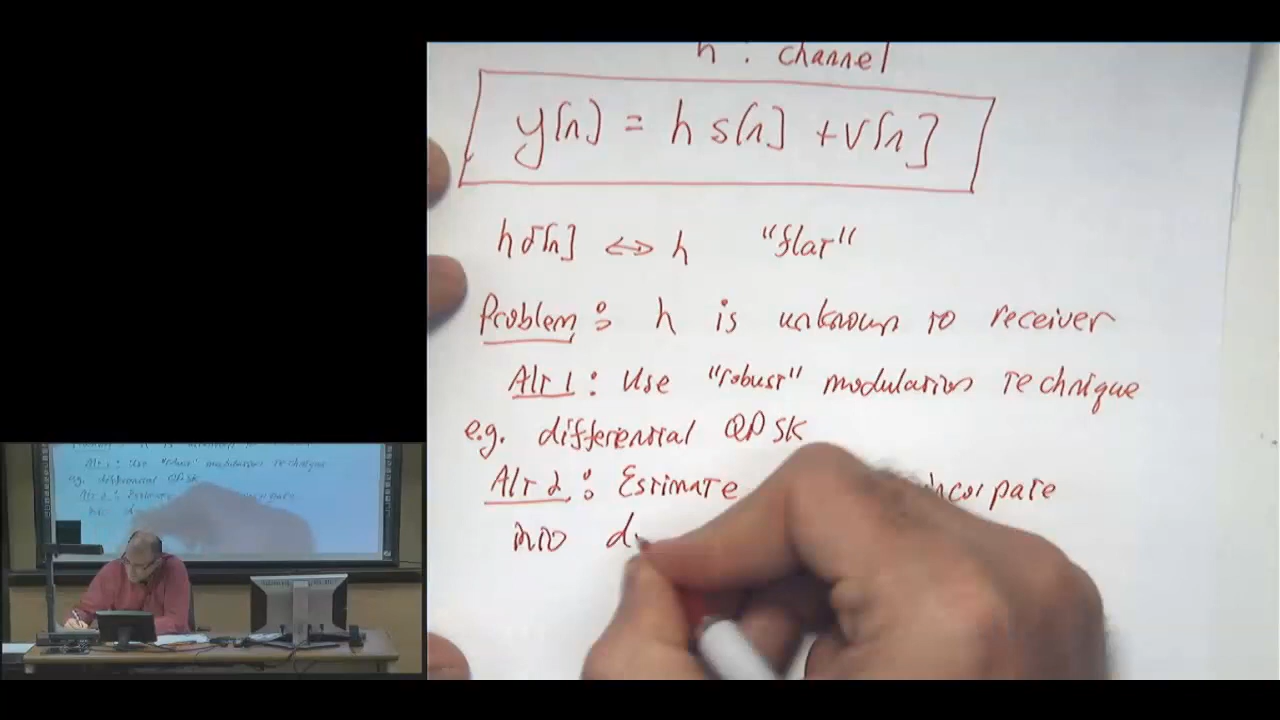 h : channel
y[n] = h s[n] + v[n]
h δ[n] ⇔ h "flat"
Problem : h is unknown to receiver
Alt 1 : Use "robust" modulation technique
e.g. differential QPSK
Alt 2 : Estimate incorpate
into d